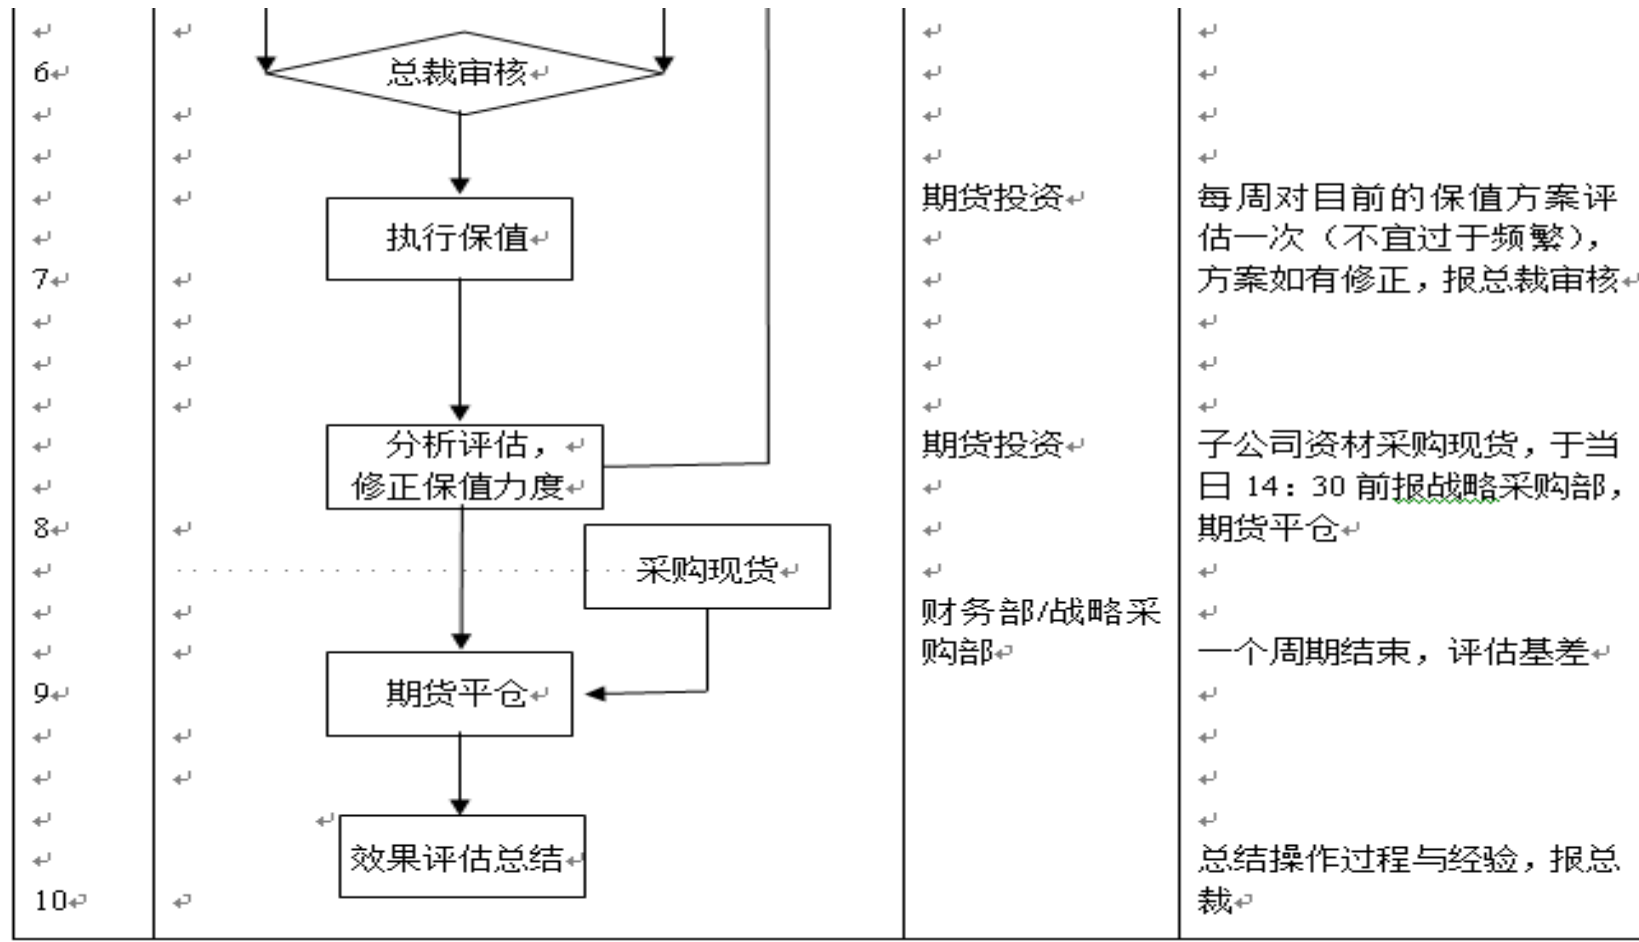 6
总裁审核
期货投资
每周对目前的保值方案评
执行保值
估一次（不宜过于频繁），
7
方案如有修正，报总裁审核
分析评估，
期货投资
子公司资材采购现货，于当
修正保值力度
日 14：30 前报战略采购部，
8
期货平仓
采购现货
财务部/战略采
购部
一个周期结束，评估基差
9
期货平仓
效果评估总结
总结操作过程与经验，报总
10
裁